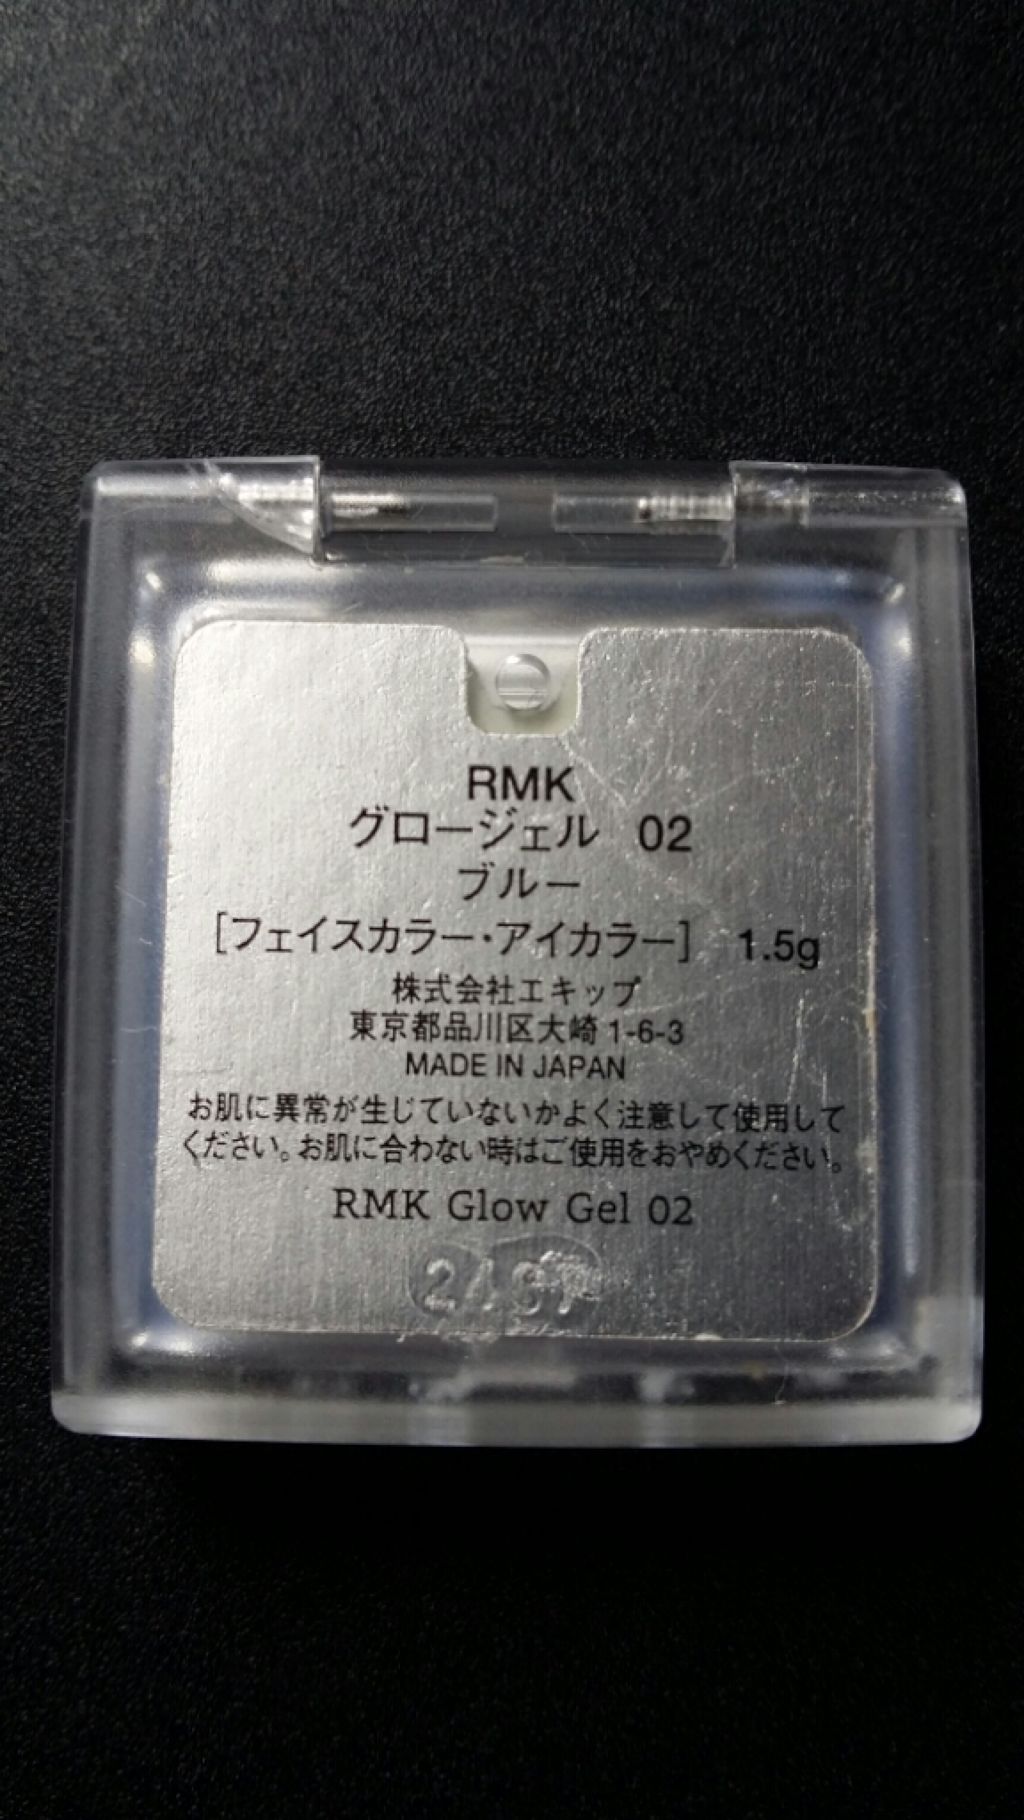 RMK
グロージェル 02
ブルー
[フェイスカラー・アイカラー] 1.5g
株式会社エキップ
東京都品川区大崎1-6-3
MADE IN JAPAN
お肌に異常が生じていないかよく注意して使用して
ください。お肌に合わない時はご使用をおやめください。
RMK Glow Gel 02